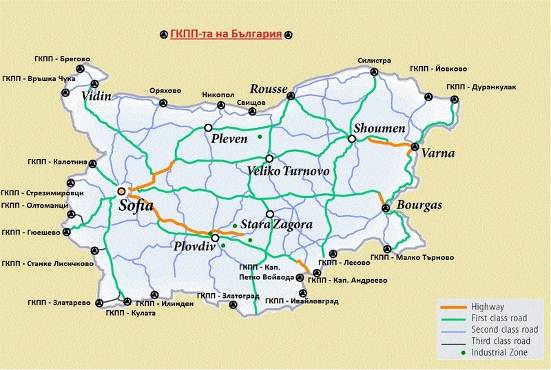 ГКПП-та на България
ГКПП - Брегово
ГКПП - Връшка Чука
Vidin
Оряхово
Никопол
Свищов
Rousse
Силистра
ГКПП - Йовково
ГКПП - Дуранкулак
Pleven
Shoumen
Varna
ГКПП - Калотина
Veliko Turnovo
ГКПП - Стрезимировци
ГКПП - Олтоманци
Sofia
Bourgas
ГКПП - Гюешево
Stara Zagora
Plovdiv
ГКПП - Станке Лисичково
ГКПП - Лесово
ГКПП - Малко Търново
ГКПП - Кап.
Петко Войвода
ГКПП - Кап. Андреево
ГКПП - Златарево
ГКПП - Кулата
ГКПП - Илинден
ГКПП - Златоград
ГКПП - Ивайловград
Highway
First class road
Second class road
Third class road
Industrial Zone